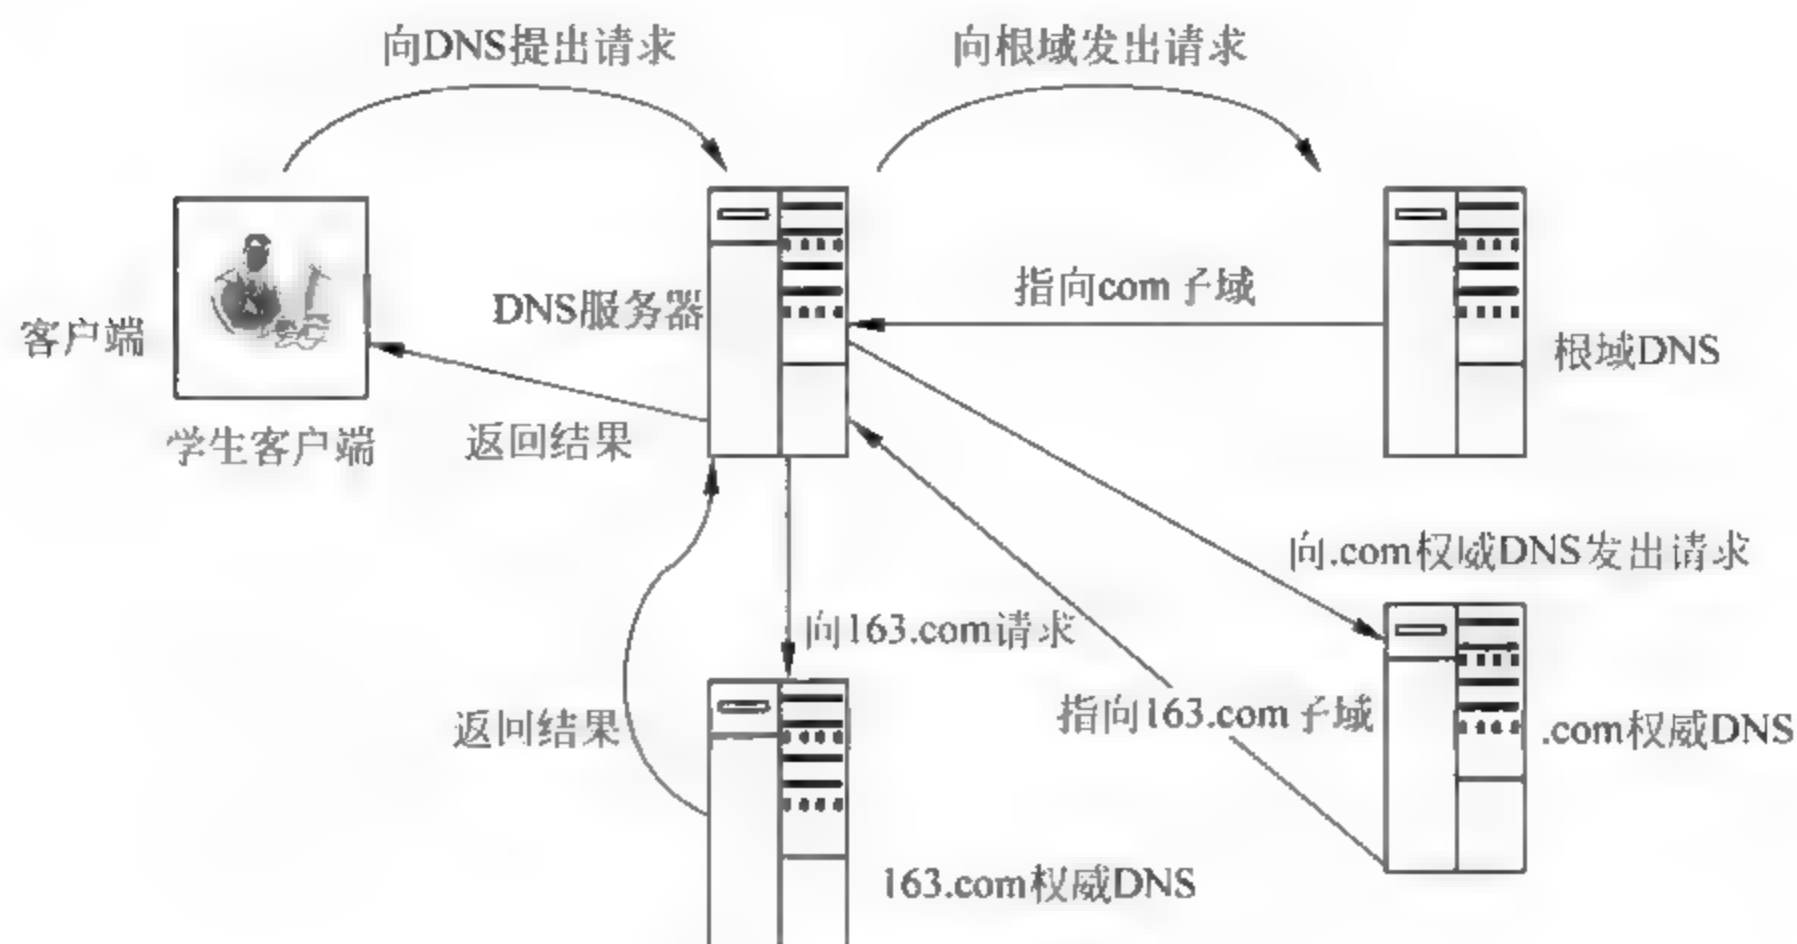 向DNS提出请求
向根域发出请求
指向com子域
DNS服务器
客户端
根域DNS
学生客户端
返回结果
向.com权威DNS发出请求
向163.com请求
指向163.com子域
返回结果
.com权威DNS
163.com权威DNS